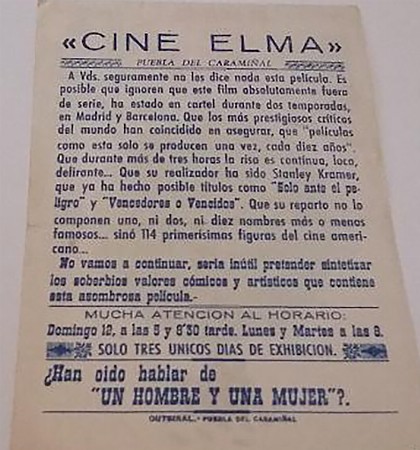 «CINE ELMA»
PUEBLA DEL CARAMIÑAL
A Vds. seguramente no les dice nada esta película. Es
posible que ignoren que este film absolutamente fuera
de serie, ha estado en cartel durante dos temporadas,
en Madrid y Barcelona. Que los más prestigiosos críticos
del mundo han coincidido en asegurar, que "películas
como esta solo se producen una vez, cada diez años".
Que durante más de tres horas la risa es continua, loca,
delirante... Que su realizador ha sido Stanley Kramer,
que ya ha hecho posible títulos como "Solo ante el pe-
ligro" y "Vencedores o Vencidos". Que su reparto no lo
componen uno, ni dos, ni diez nombres más o menos
famosos... sinó 114 primerísimas figuras del cine ameri-
cano...
No vamos a continuar, seria inútil pretender sintetizar
los soberbios valores cómicos y artísticos que contiene
esta asombrosa película.-
MUCHA ATENCION AL HORARIO:
Domingo 12, a las 5 y 8'30 tarde. Lunes y Martes a las 8.
SOLO TRES UNICOS DIAS DE EXHIBICION.
¿Han oido hablar de
"UN HOMBRE Y UNA MUJER"?.
OUTEIRAL.- PUEBLA DEL CARAMIÑAL